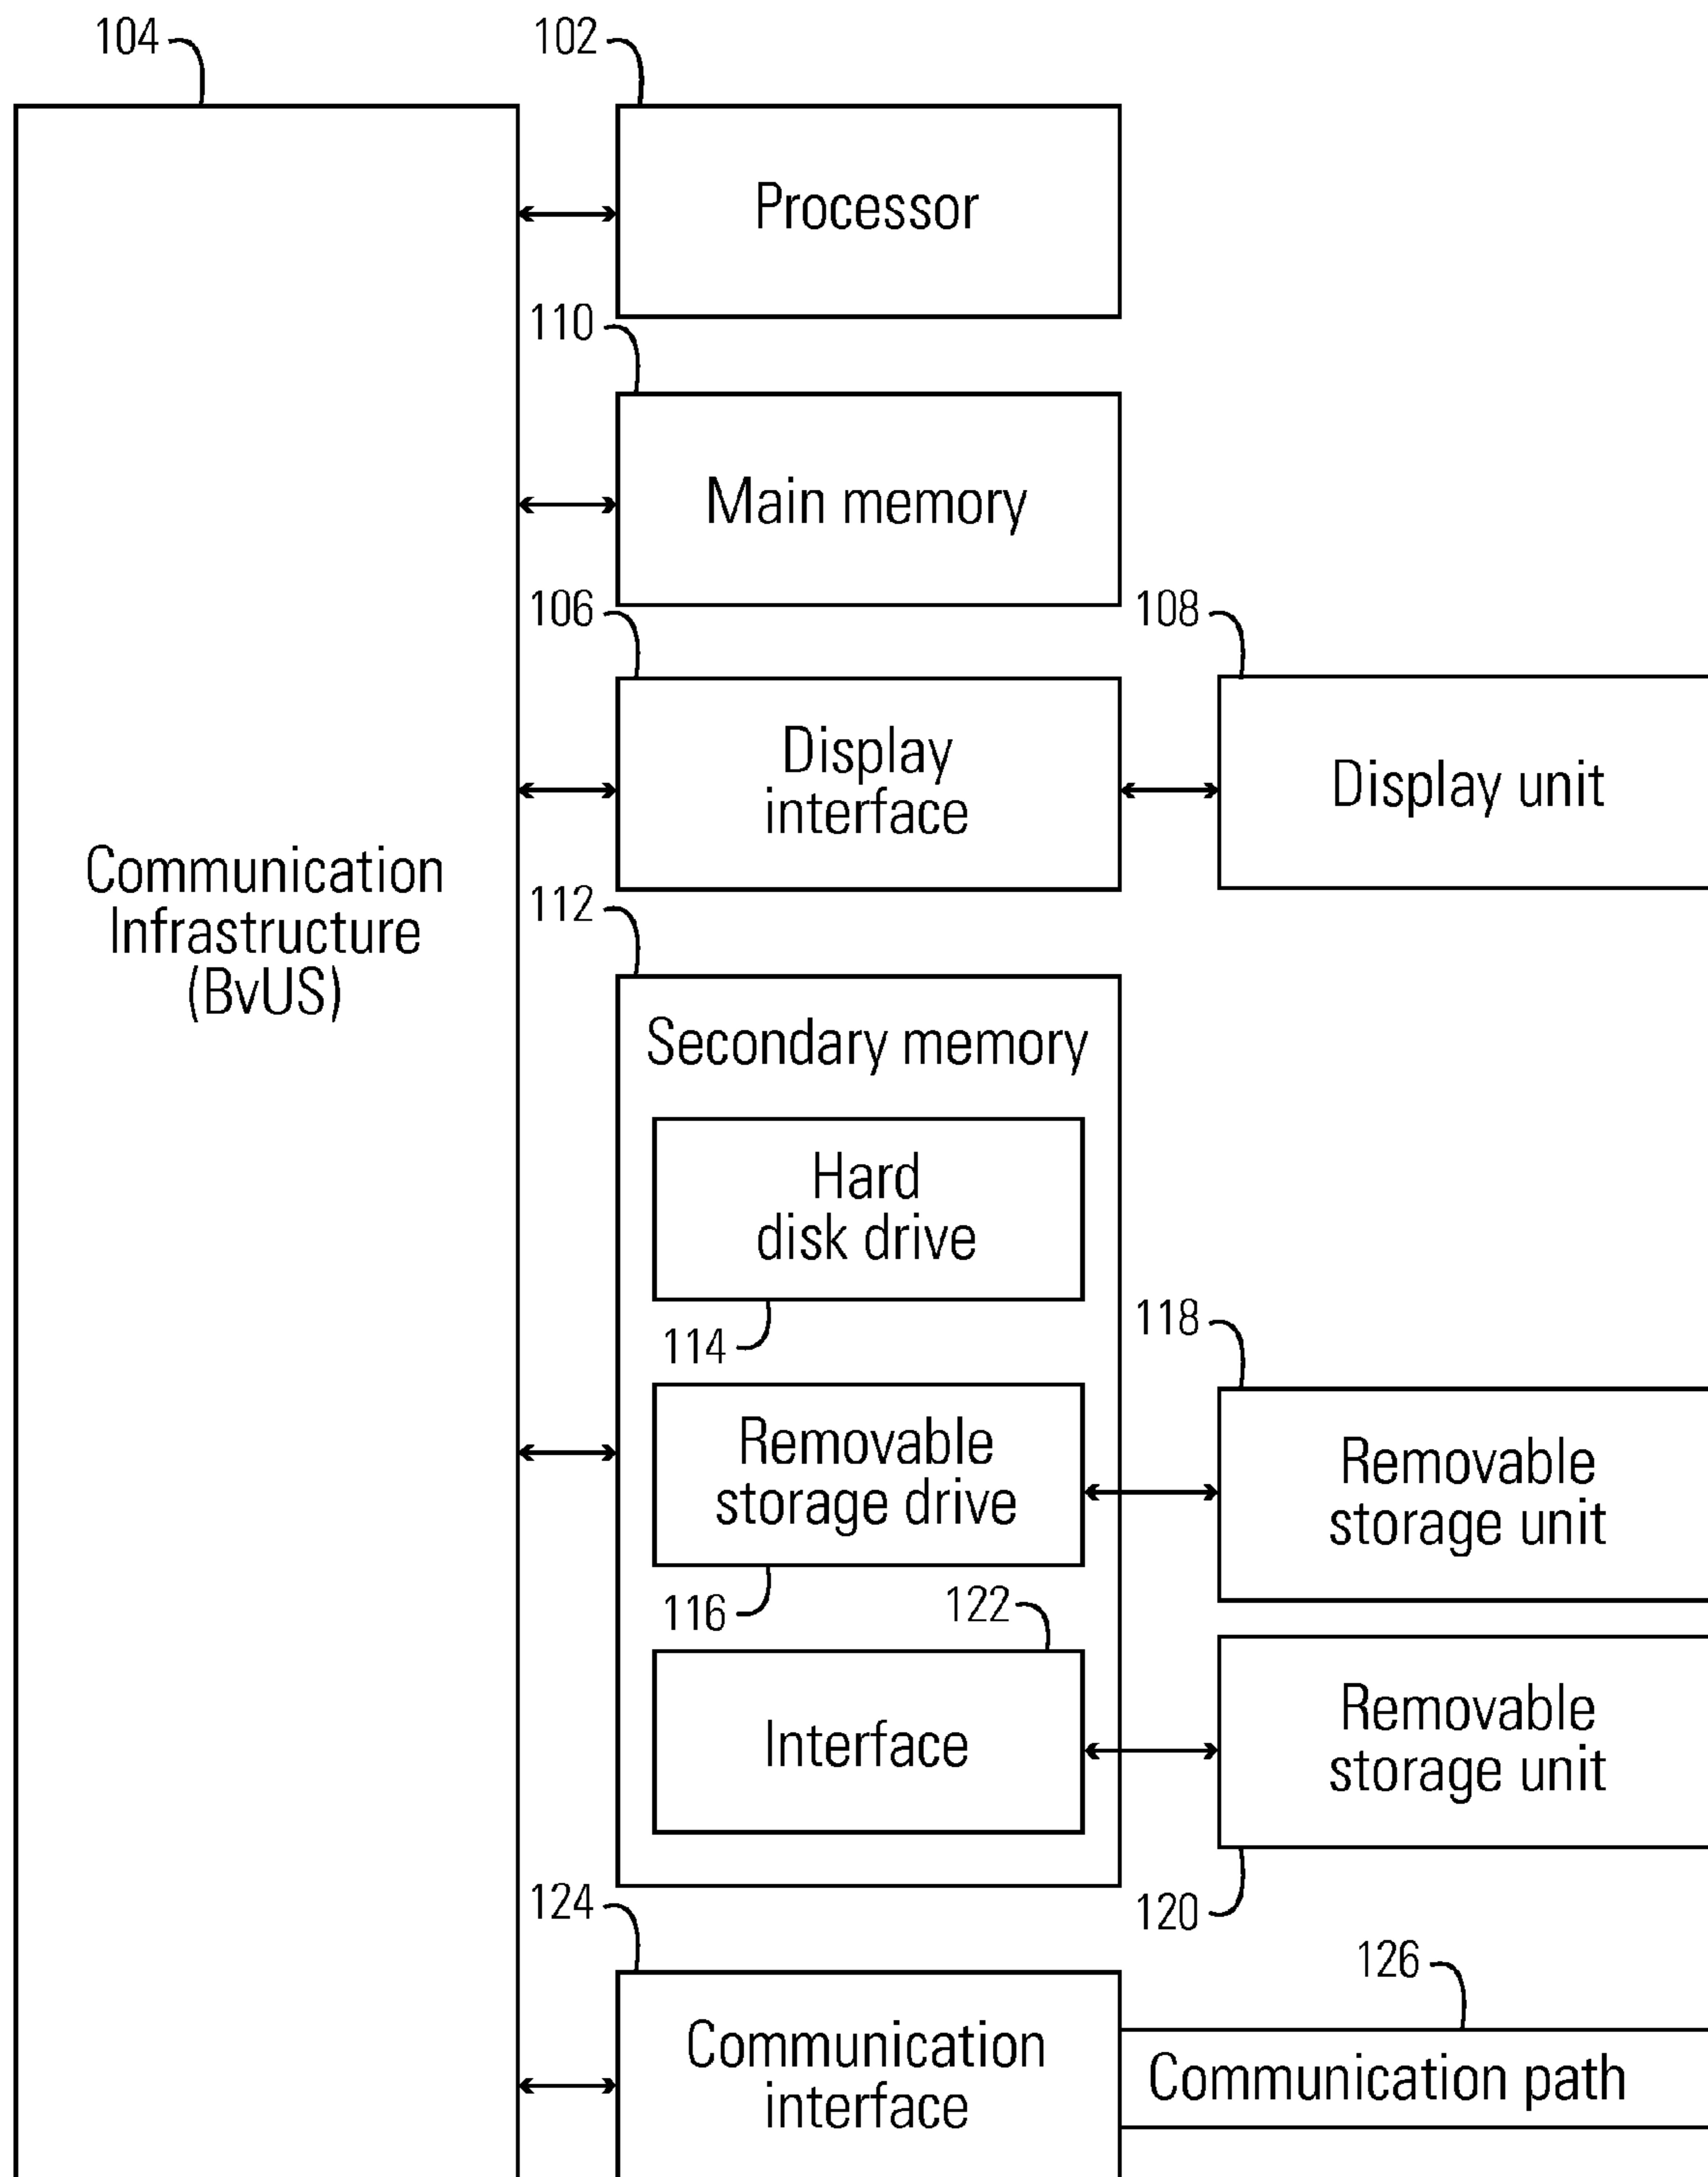 104
102
Processor
110
Main memory
106
108
Display
interface
Display unit
Communication
Infrastructure
(BvUS)
112
Secondary memory
Hard
disk drive
114
118
Removable
storage drive
Removable
storage unit
116
122
Interface
Removable
storage unit
120
124
126
Communication
interface
Communication path